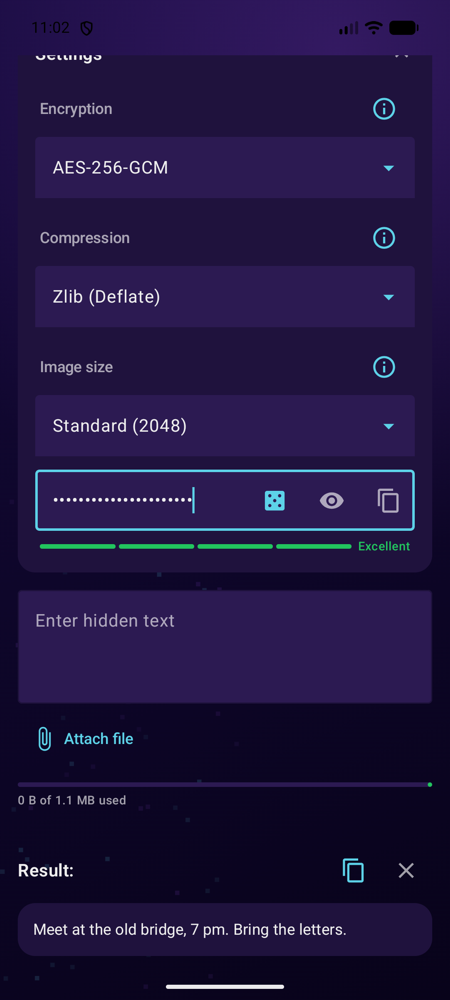 11:02
Settings
Encryption
AES-256-GCM
Compression
Zlib (Deflate)
Image size
Standard (2048)
••••••••••••••••••••••
Excellent
Enter hidden text
Attach file
0 B of 1.1 MB used
Result:
Meet at the old bridge, 7 pm. Bring the letters.